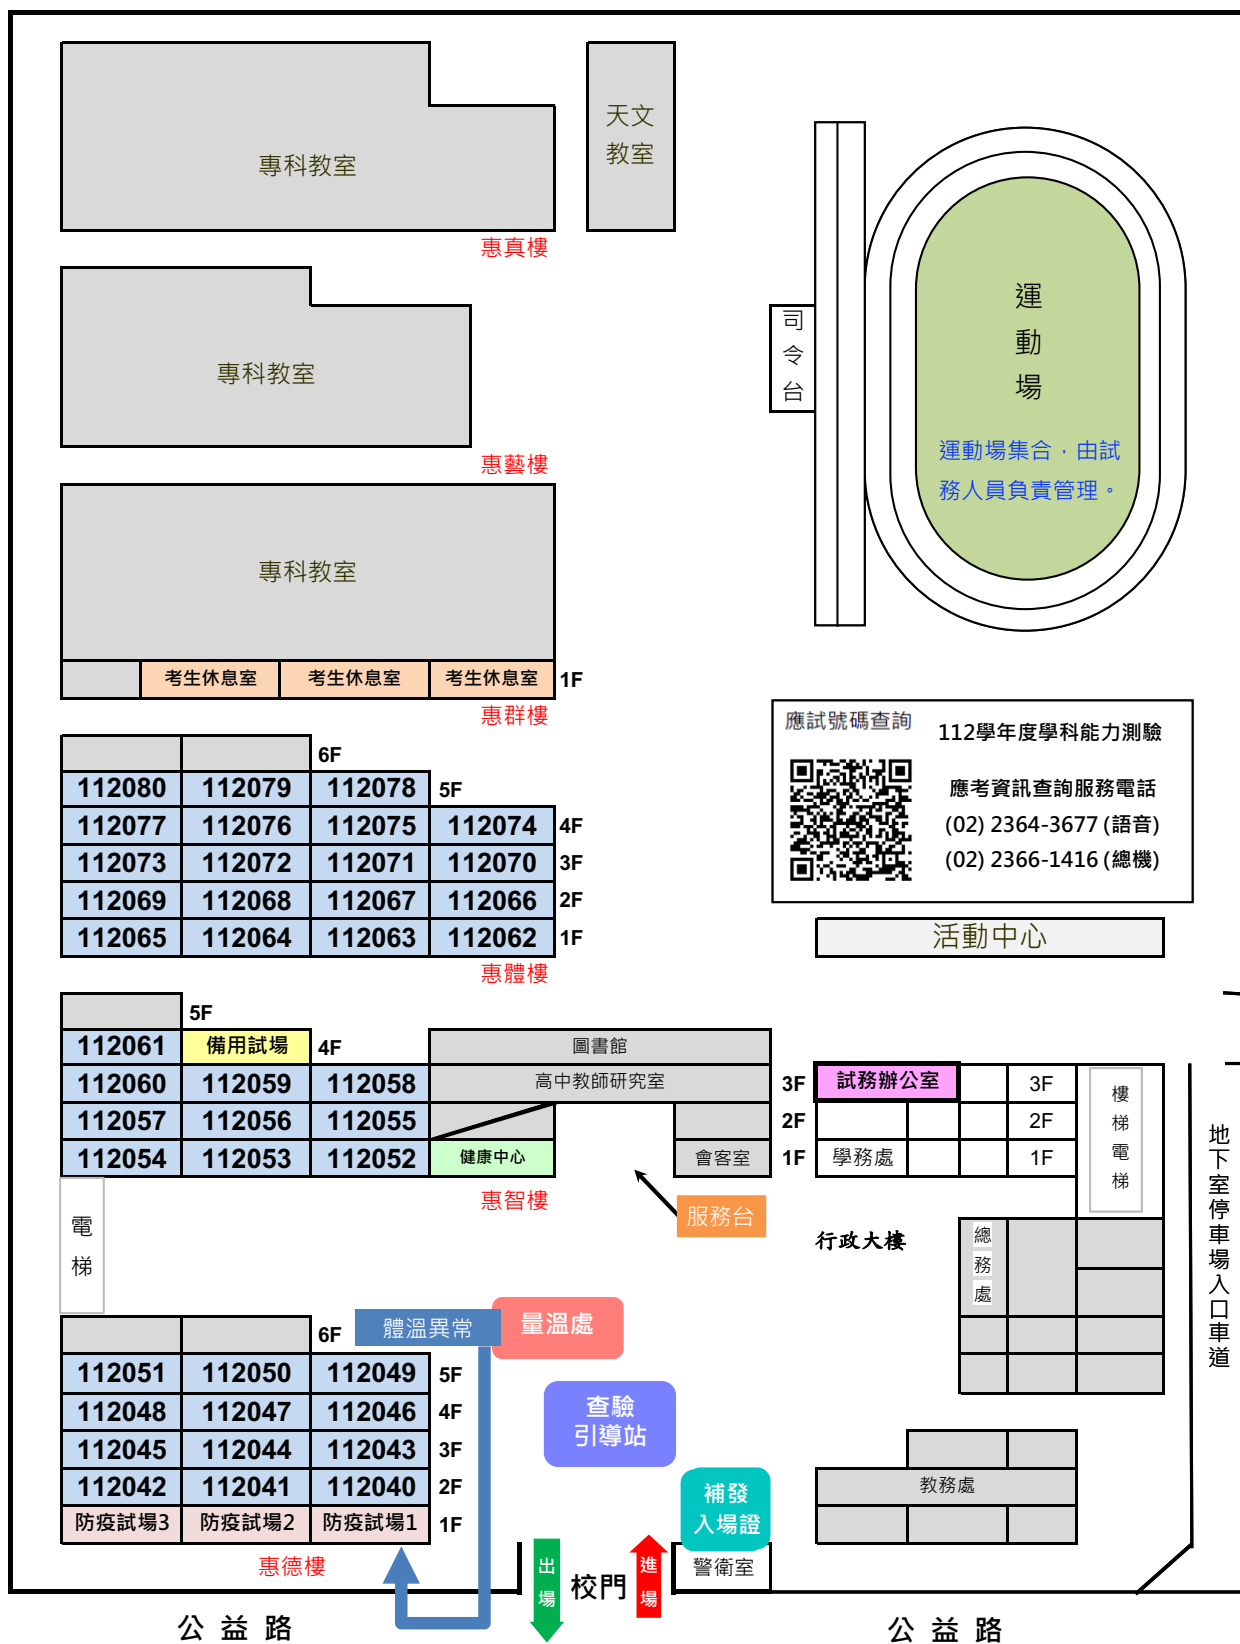 天文
教室
專科教室
惠真樓
專科教室
惠藝樓
司
令
台
運
動
場
運動場集合，由試
務人員負責管理。
專科教室
考生休息室 考生休息室 考生休息室 1F
惠群樓
應試號碼查詢
112學年度學科能力測驗
應考資訊查詢服務電話
(02) 2364-3677 (語音)
(02) 2366-1416 (總機)
6F
112080 112079 112078 5F
112077 112076 112075 112074 4F
112073 112072 112071 112070 3F
112069 112068 112067 112066 2F
112065 112064 112063 112062 1F
惠體樓
活動中心
5F
112061 備用試場 4F 圖書館
112060 112059 112058 高中教師研究室 3F 試務辦公室 3F
112057 112056 112055 2F 2F
112054 112053 112052 健康中心 會客室 1F 學務處 1F
樓
梯
電
梯
惠智樓
服務台
行政大樓
電
梯
總
務
處
地
下
室
停
車
場
入
口
車
道
6F
體溫異常
量溫處
112051 112050 112049 5F
112048 112047 112046 4F
112045 112044 112043 3F
112042 112041 112040 2F
防疫試場3 防疫試場2 防疫試場1 1F
惠德樓
查驗
引導站
補發
入場證
教務處
出
場
校門
進
場
警衛室
公益路
公益路